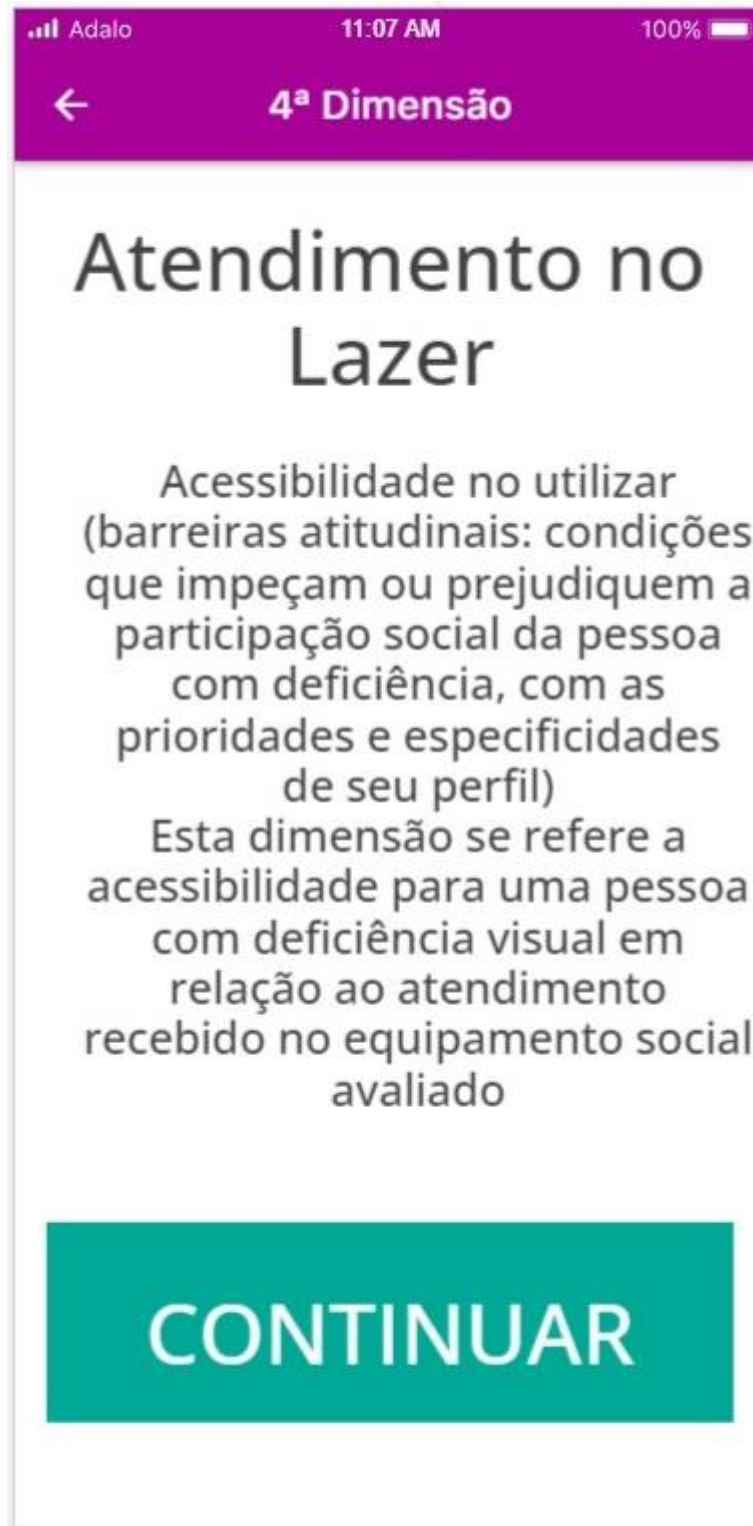 Adalo 11:07 AM 100%
4ª Dimensão
Atendimento no
Lazer
Acessibilidade no utilizar
(barreiras atitudinais: condições
que impeçam ou prejudiquem a
participação social da pessoa
com deficiência, com as
prioridades e especificidades
de seu perfil)
Esta dimensão se refere a
acessibilidade para uma pessoa
com deficiência visual em
relação ao atendimento
recebido no equipamento social
avaliado
CONTINUAR